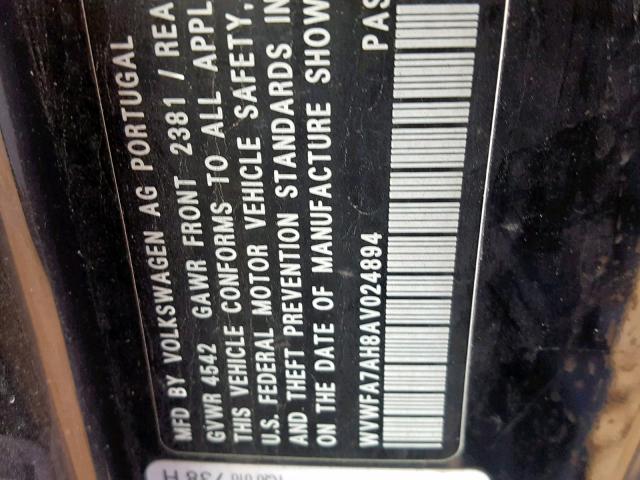 MFD BY VOLKSWAGEN AG PORTUGAL
GVWR 4542 GAWR FRONT 2381 / REA
THIS VEHICLE CONFORMS TO ALL APPL
U.S. FEDERAL MOTOR VEHICLE SAFETY,
AND THEFT PREVENTION STANDARDS IN
ON THE DATE OF MANUFACTURE SHOW
PAS
WVWFA7AH8AV024894
738 H